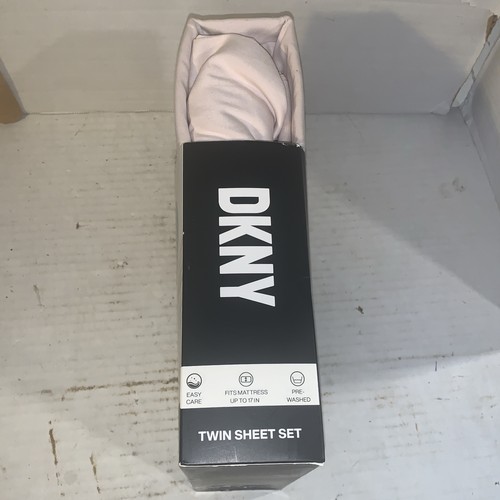 DKNY
EASY
CARE
FITS MATTRESS
UP TO 17 IN
PRE-
WASHED
TWIN SHEET SET